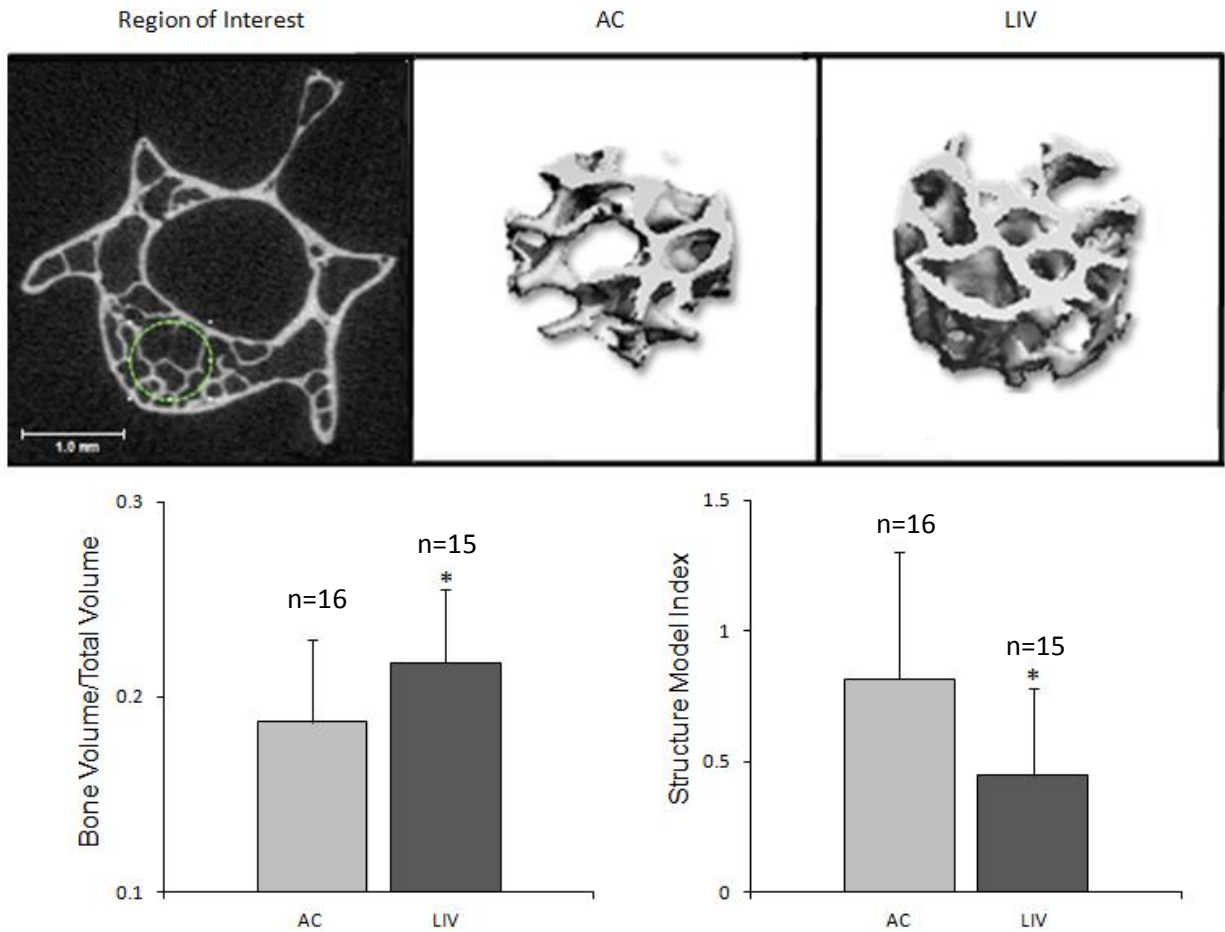 Region of Interest
AC
LIV
1.0 mm
Bone Volume/Total Volume
0.3
0.2
0.1
n=16
n=15
*
AC
LIV
Structure Model Index
1.5
1
0.5
0
n=16
n=15
*
AC
LIV